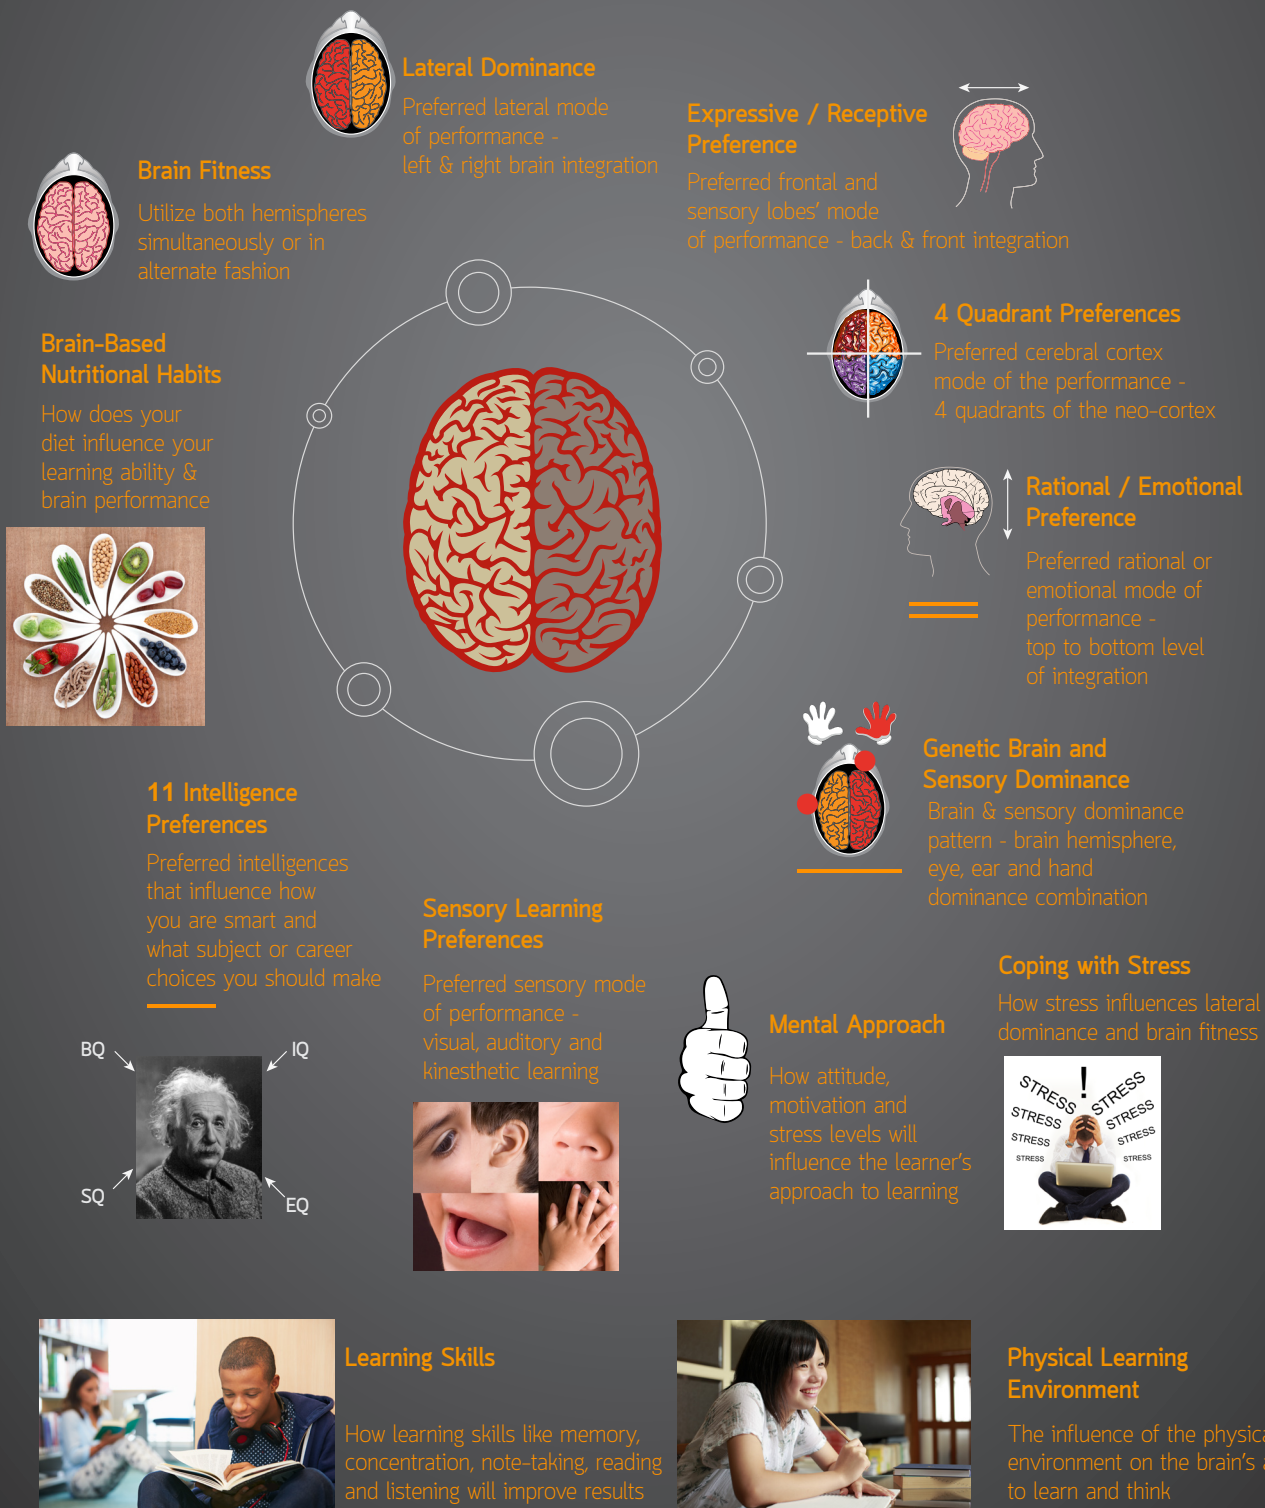 Lateral Dominance
Preferred lateral mode
of performance -
left & right brain integration
Expressive / Receptive
Preference
Preferred frontal and
sensory lobes' mode
of performance - back & front integration
Brain Fitness
Utilize both hemispheres
simultaneously or in
alternate fashion
4 Quadrant Preferences
Preferred cerebral cortex
mode of the performance -
4 quadrants of the neo-cortex
Brain-Based
Nutritional Habits
How does your
diet influence your
learning ability &
brain performance
Rational / Emotional
Preference
Preferred rational or
emotional mode of
performance -
top to bottom level
of integration
Genetic Brain and
Sensory Dominance
Brain & sensory dominance
pattern - brain hemisphere,
eye, ear and hand
dominance combination
11 Intelligence
Preferences
Preferred intelligences
that influence how
you are smart and
what subject or career
choices you should make
BQ
IQ
SQ
EQ
Sensory Learning
Preferences
Preferred sensory mode
of performance -
visual, auditory and
kinesthetic learning
Mental Approach
How attitude,
motivation and
stress levels will
influence the learner's
approach to learning
Coping with Stress
How stress influences lateral
dominance and brain fitness
STRESS ! STRESS
STRESS STRESS
STRESS STRESS
STRESS STRESS
Learning Skills
How learning skills like memory,
concentration, note-taking, reading
and listening will improve results
Physical Learning
Environment
The influence of the physica
environment on the brain's a
to learn and think